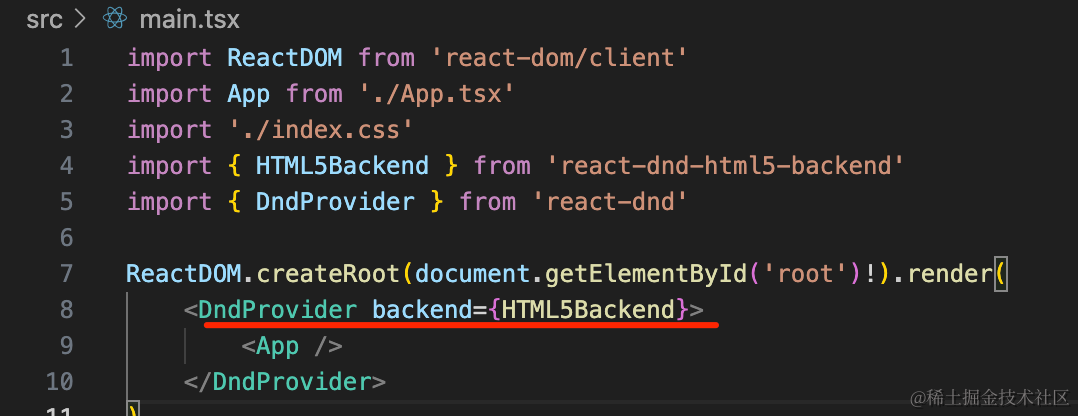 src > main.tsx
1 import ReactDOM from 'react-dom/client'
2 import App from './App.tsx'
3 import './index.css'
4 import { HTML5Backend } from 'react-dnd-html5-backend'
5 import { DndProvider } from 'react-dnd'
6
7 ReactDOM.createRoot(document.getElementById('root')!).render(
8     <DndProvider backend={HTML5Backend}>
9         <App />
10     </DndProvider>
11 )
@稀土掘金技术社区